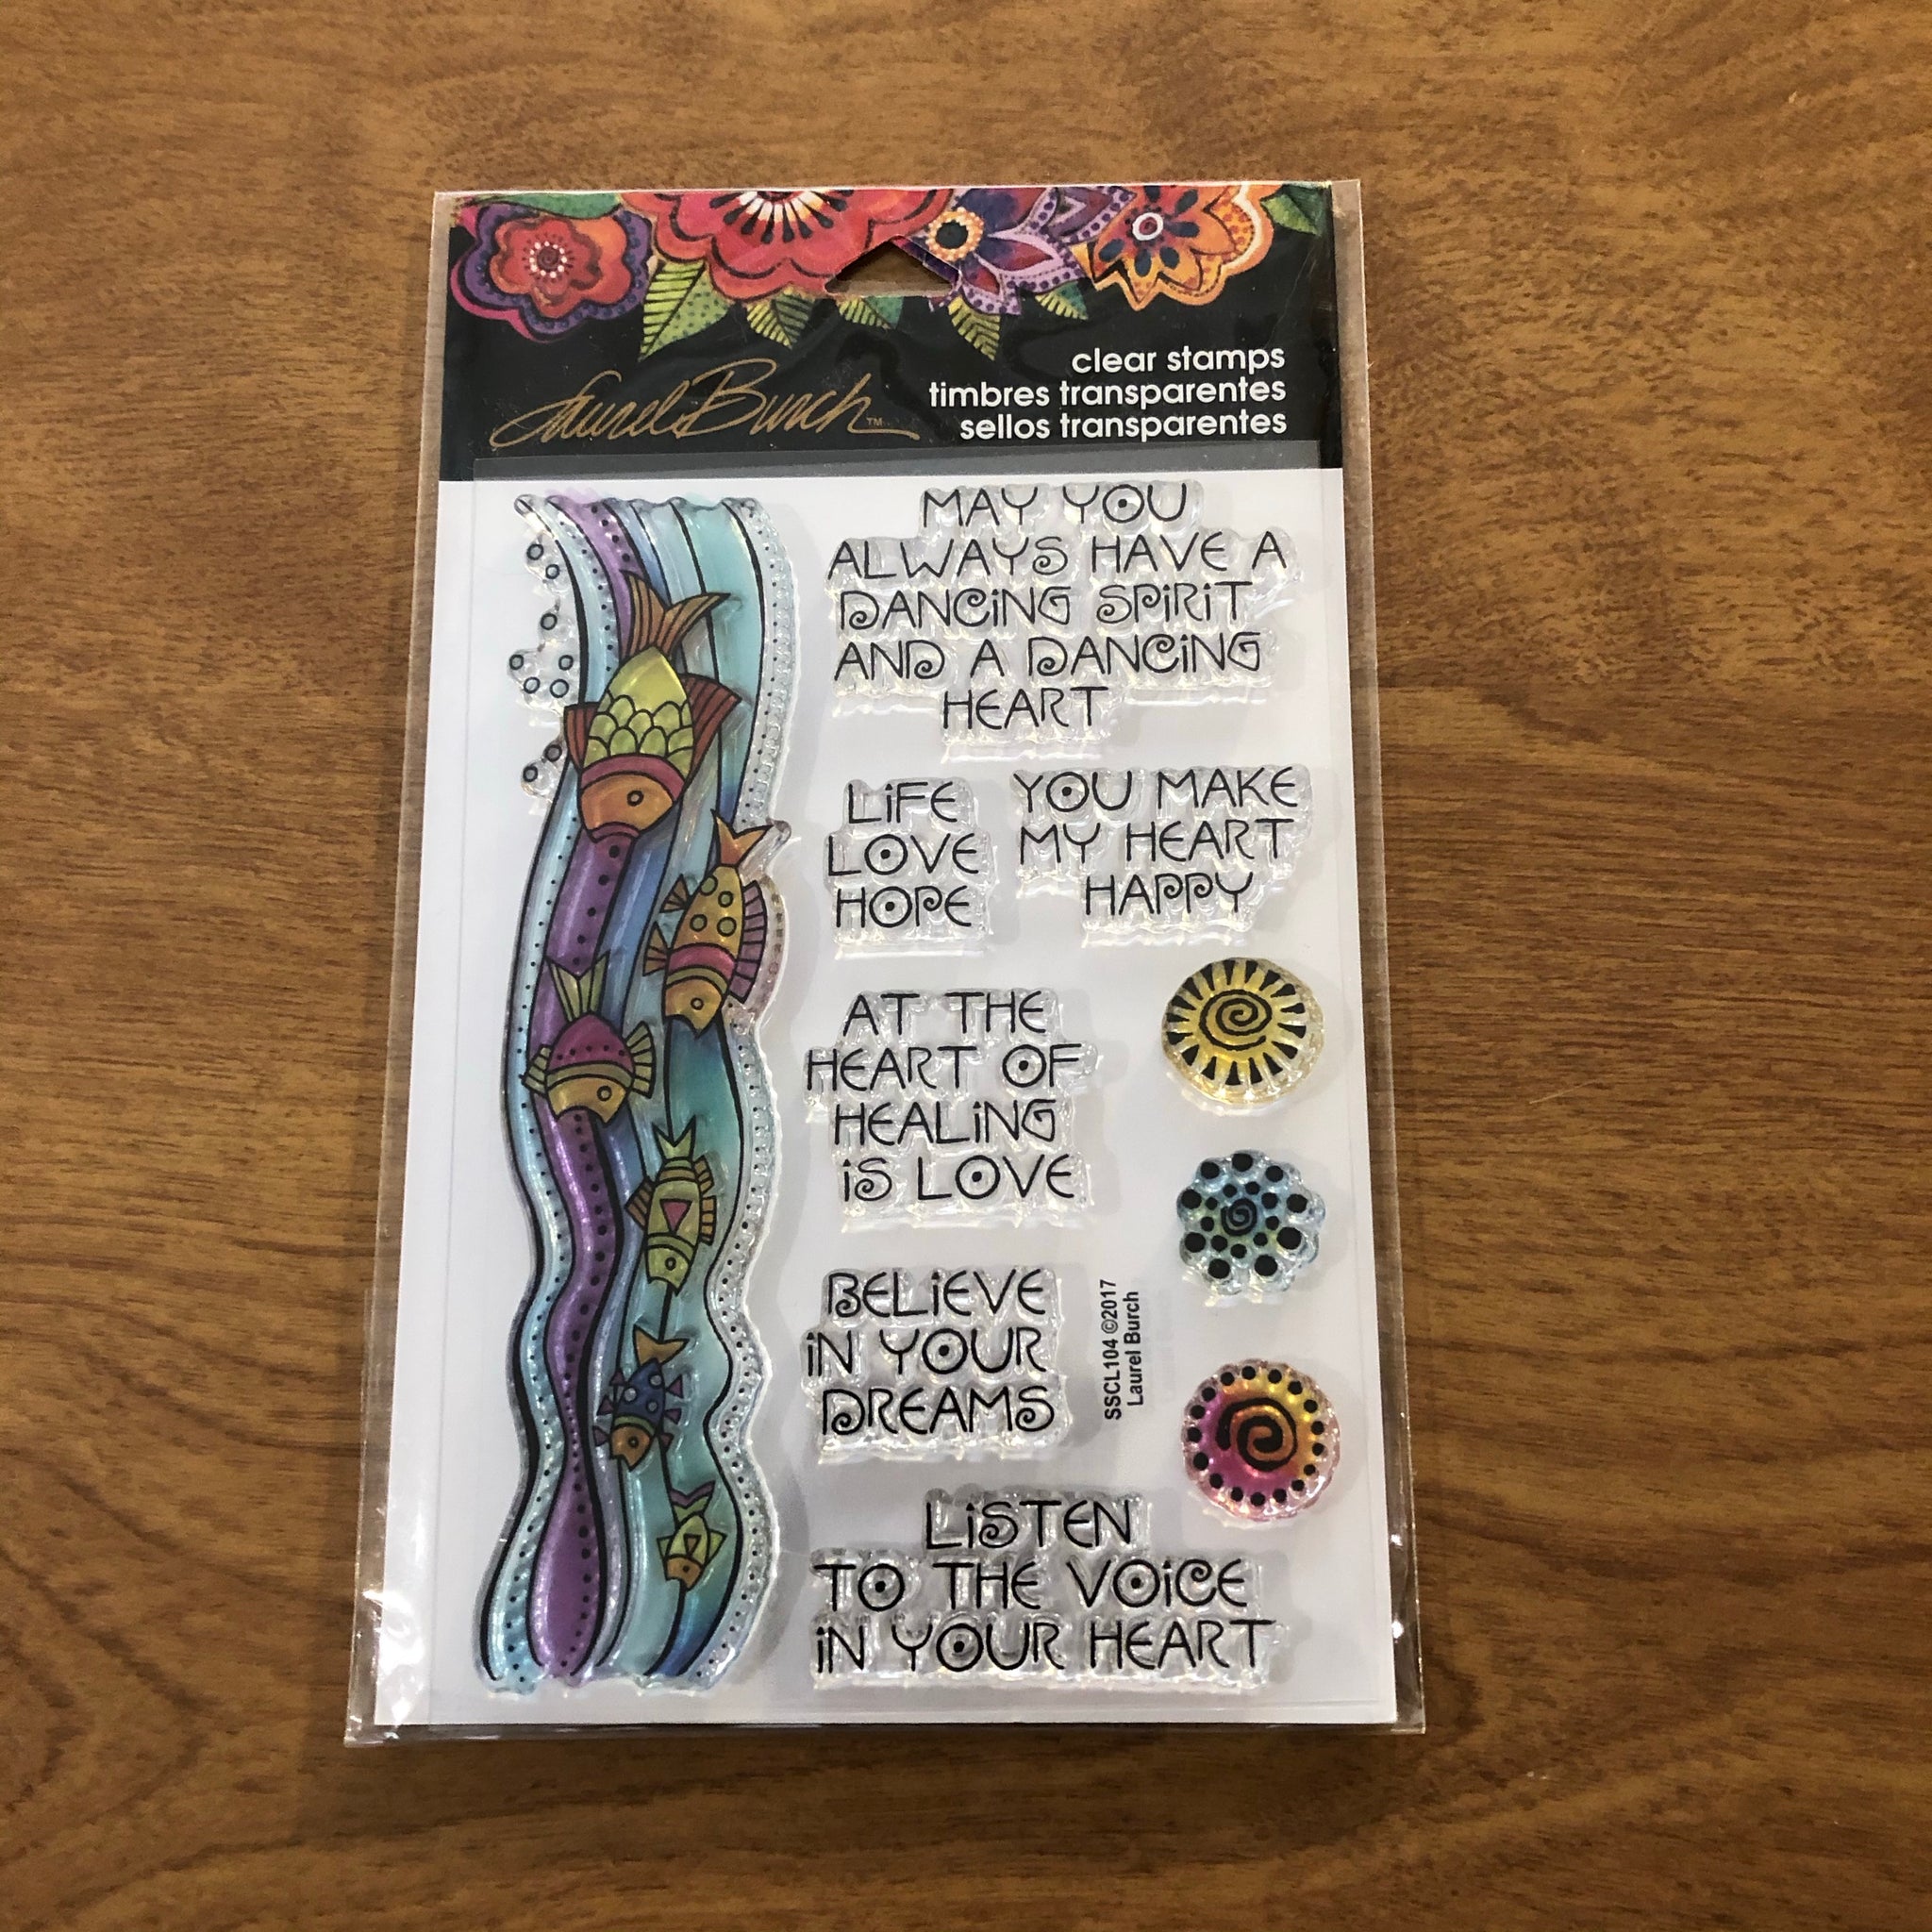 Laurel Burch™
clear stamps
timbres transparentes
sellos transparentes
MAY YOU
ALWAYS HAVE A
DANCiNG SPiRiT
AND A DANCiNG
HEART
LiFE
LOVE
HOPE
YOU MAKE
MY HEART
HAPPY
AT THE
HEART OF
HEALiNG
iS LOVE
BELiEVE
iN YOUR
DREAMS
SSCL104 ©2017
Laurel Burch
LiSTEN
TO THE VOiCE
iN YOUR HEART